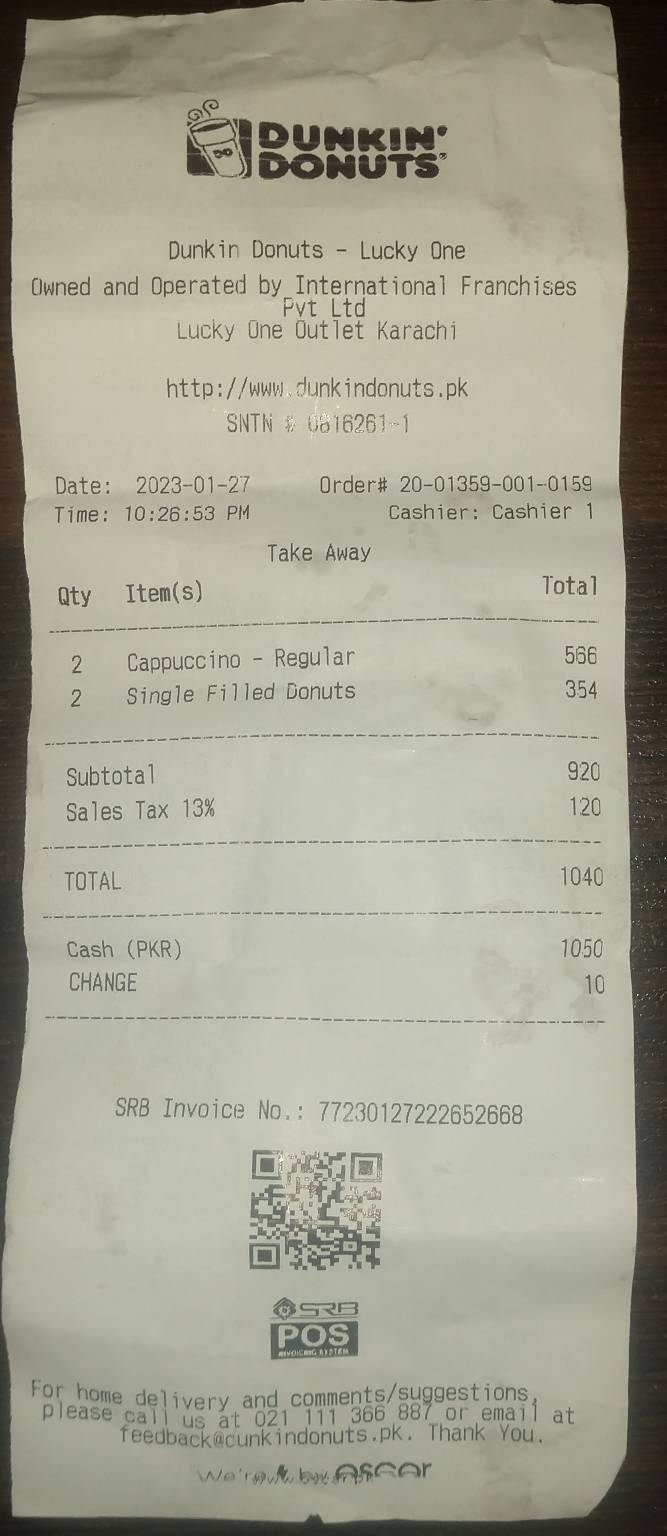 DUNKIN'
DONUTS
Dunkin Donuts - Lucky One
Owned and Operated by International Franchises
Pvt Ltd
Lucky One Outlet Karachi
http://www.dunkindonuts.pk
SNTN # 0816261-1
Date: 2023-01-27 Order# 20-01359-001-0159
Time: 10:26:53 PM Cashier: Cashier 1
Take Away
Qty Item(s) Total
2 Cappuccino - Regular 566
2 Single Filled Donuts 354
Subtotal 920
Sales Tax 13% 120
TOTAL 1040
Cash (PKR) 1050
CHANGE 10
SRB Invoice No.: 77230127222652668
SRB
POS
INVOICING SYSTEM
For home delivery and comments/suggestions,
please call us at 021 111 366 887 or email at
feedback@dunkindonuts.pk. Thank You.
We're by oscar